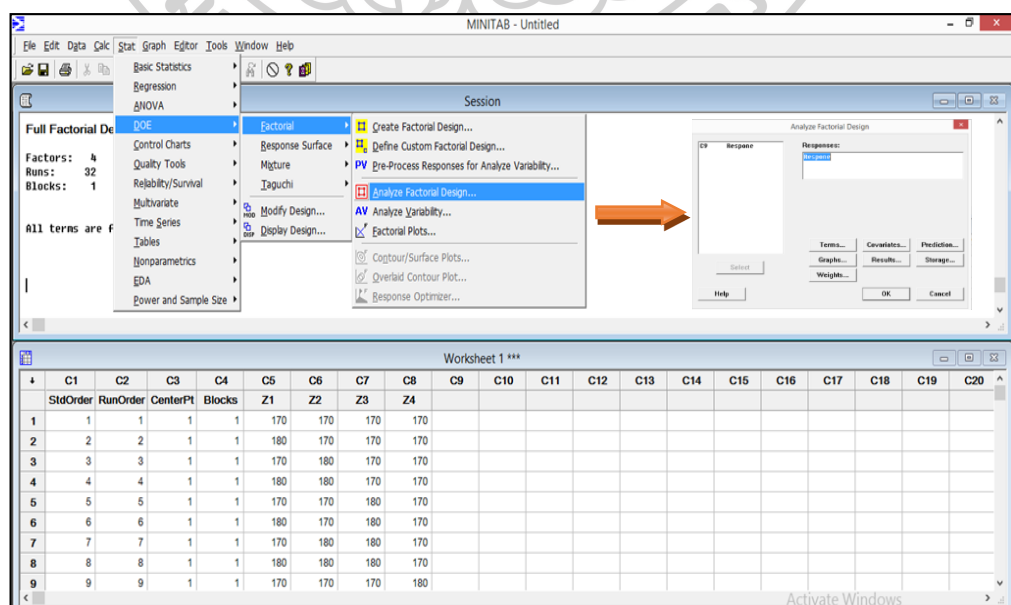 MINITAB - Untitled
File Edit Data Calc Stat Graph Editor Tools Window Help
Basic Statistics
Regression
ANOVA
DOE
Control Charts
Quality Tools
Reliability/Survival
Multivariate
Time Series
Tables
Nonparametrics
EDA
Power and Sample Size
Factorial
Response Surface
Mixture
Taguchi
Modify Design...
Display Design...
Create Factorial Design...
Define Custom Factorial Design...
PV Pre-Process Responses for Analyze Variability...
Analyze Factorial Design...
AV Analyze Variability...
Factorial Plots...
Contour/Surface Plots...
Overlaid Contour Plot...
Response Optimizer...
Session
Full Factorial De
Factors: 4
Runs: 32
Blocks: 1
All terms are f
Analyze Factorial Design
C9 Respone
Responses:
Respone
Terms... Covariates... Prediction...
Graphs... Results... Storage...
Weights...
Select
Help OK Cancel
Worksheet 1 ***
C1 C2 C3 C4 C5 C6 C7 C8 C9 C10 C11 C12 C13 C14 C15 C16 C17 C18 C19 C20
StdOrder RunOrder CenterPt Blocks Z1 Z2 Z3 Z4
1 1 1 1 1 170 170 170 170
2 2 2 1 1 180 170 170 170
3 3 3 1 1 170 180 170 170
4 4 4 1 1 180 180 170 170
5 5 5 1 1 170 170 180 170
6 6 6 1 1 180 170 180 170
7 7 7 1 1 170 180 180 170
8 8 8 1 1 180 180 180 170
9 9 9 1 1 170 170 170 180
Activate Windows